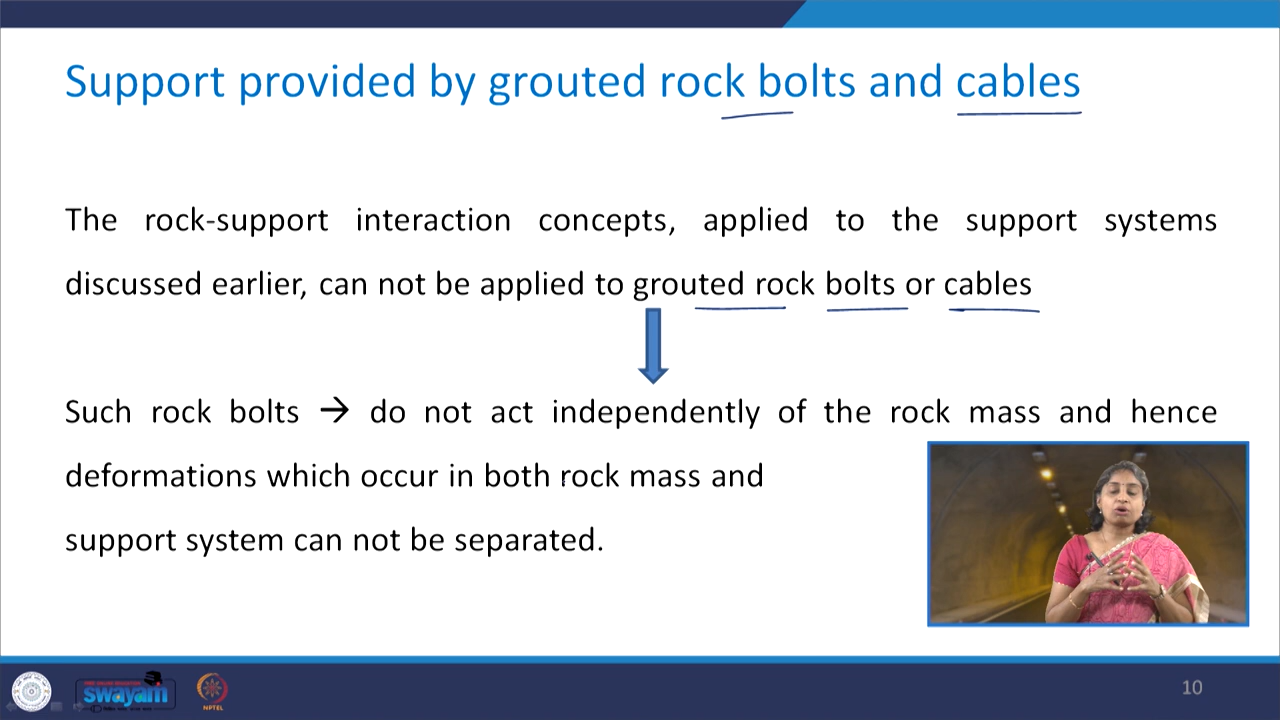 Support provided by grouted rock bolts and cables
The rock-support interaction concepts, applied to the support systems
discussed earlier, can not be applied to grouted rock bolts or cables
Such rock bolts → do not act independently of the rock mass and hence
deformations which occur in both rock mass and
support system can not be separated.
swayam
NPTEL
10